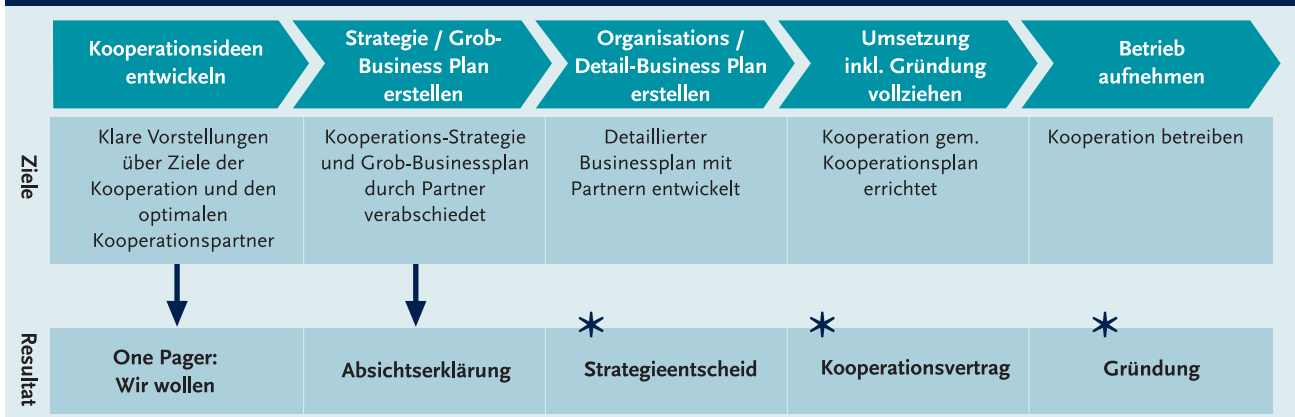 Kooperationsideen
entwickeln
Strategie / Grob-
Business Plan
erstellen
Organisations /
Detail-Business Plan
erstellen
Umsetzung
inkl. Gründung
vollziehen
Betrieb
aufnehmen
Ziele
Klare Vorstellungen
über Ziele der
Kooperation und den
optimalen
Kooperationspartner
Kooperations-Strategie
und Grob-Businessplan
durch Partner
verabschiedet
Detaillierter
Businessplan mit
Partnern entwickelt
Kooperation gem.
Kooperationsplan
errichtet
Kooperation betreiben
Resultat
One Pager:
Wir wollen
Absichtserklärung
Strategieentscheid
Kooperationsvertrag
Gründung